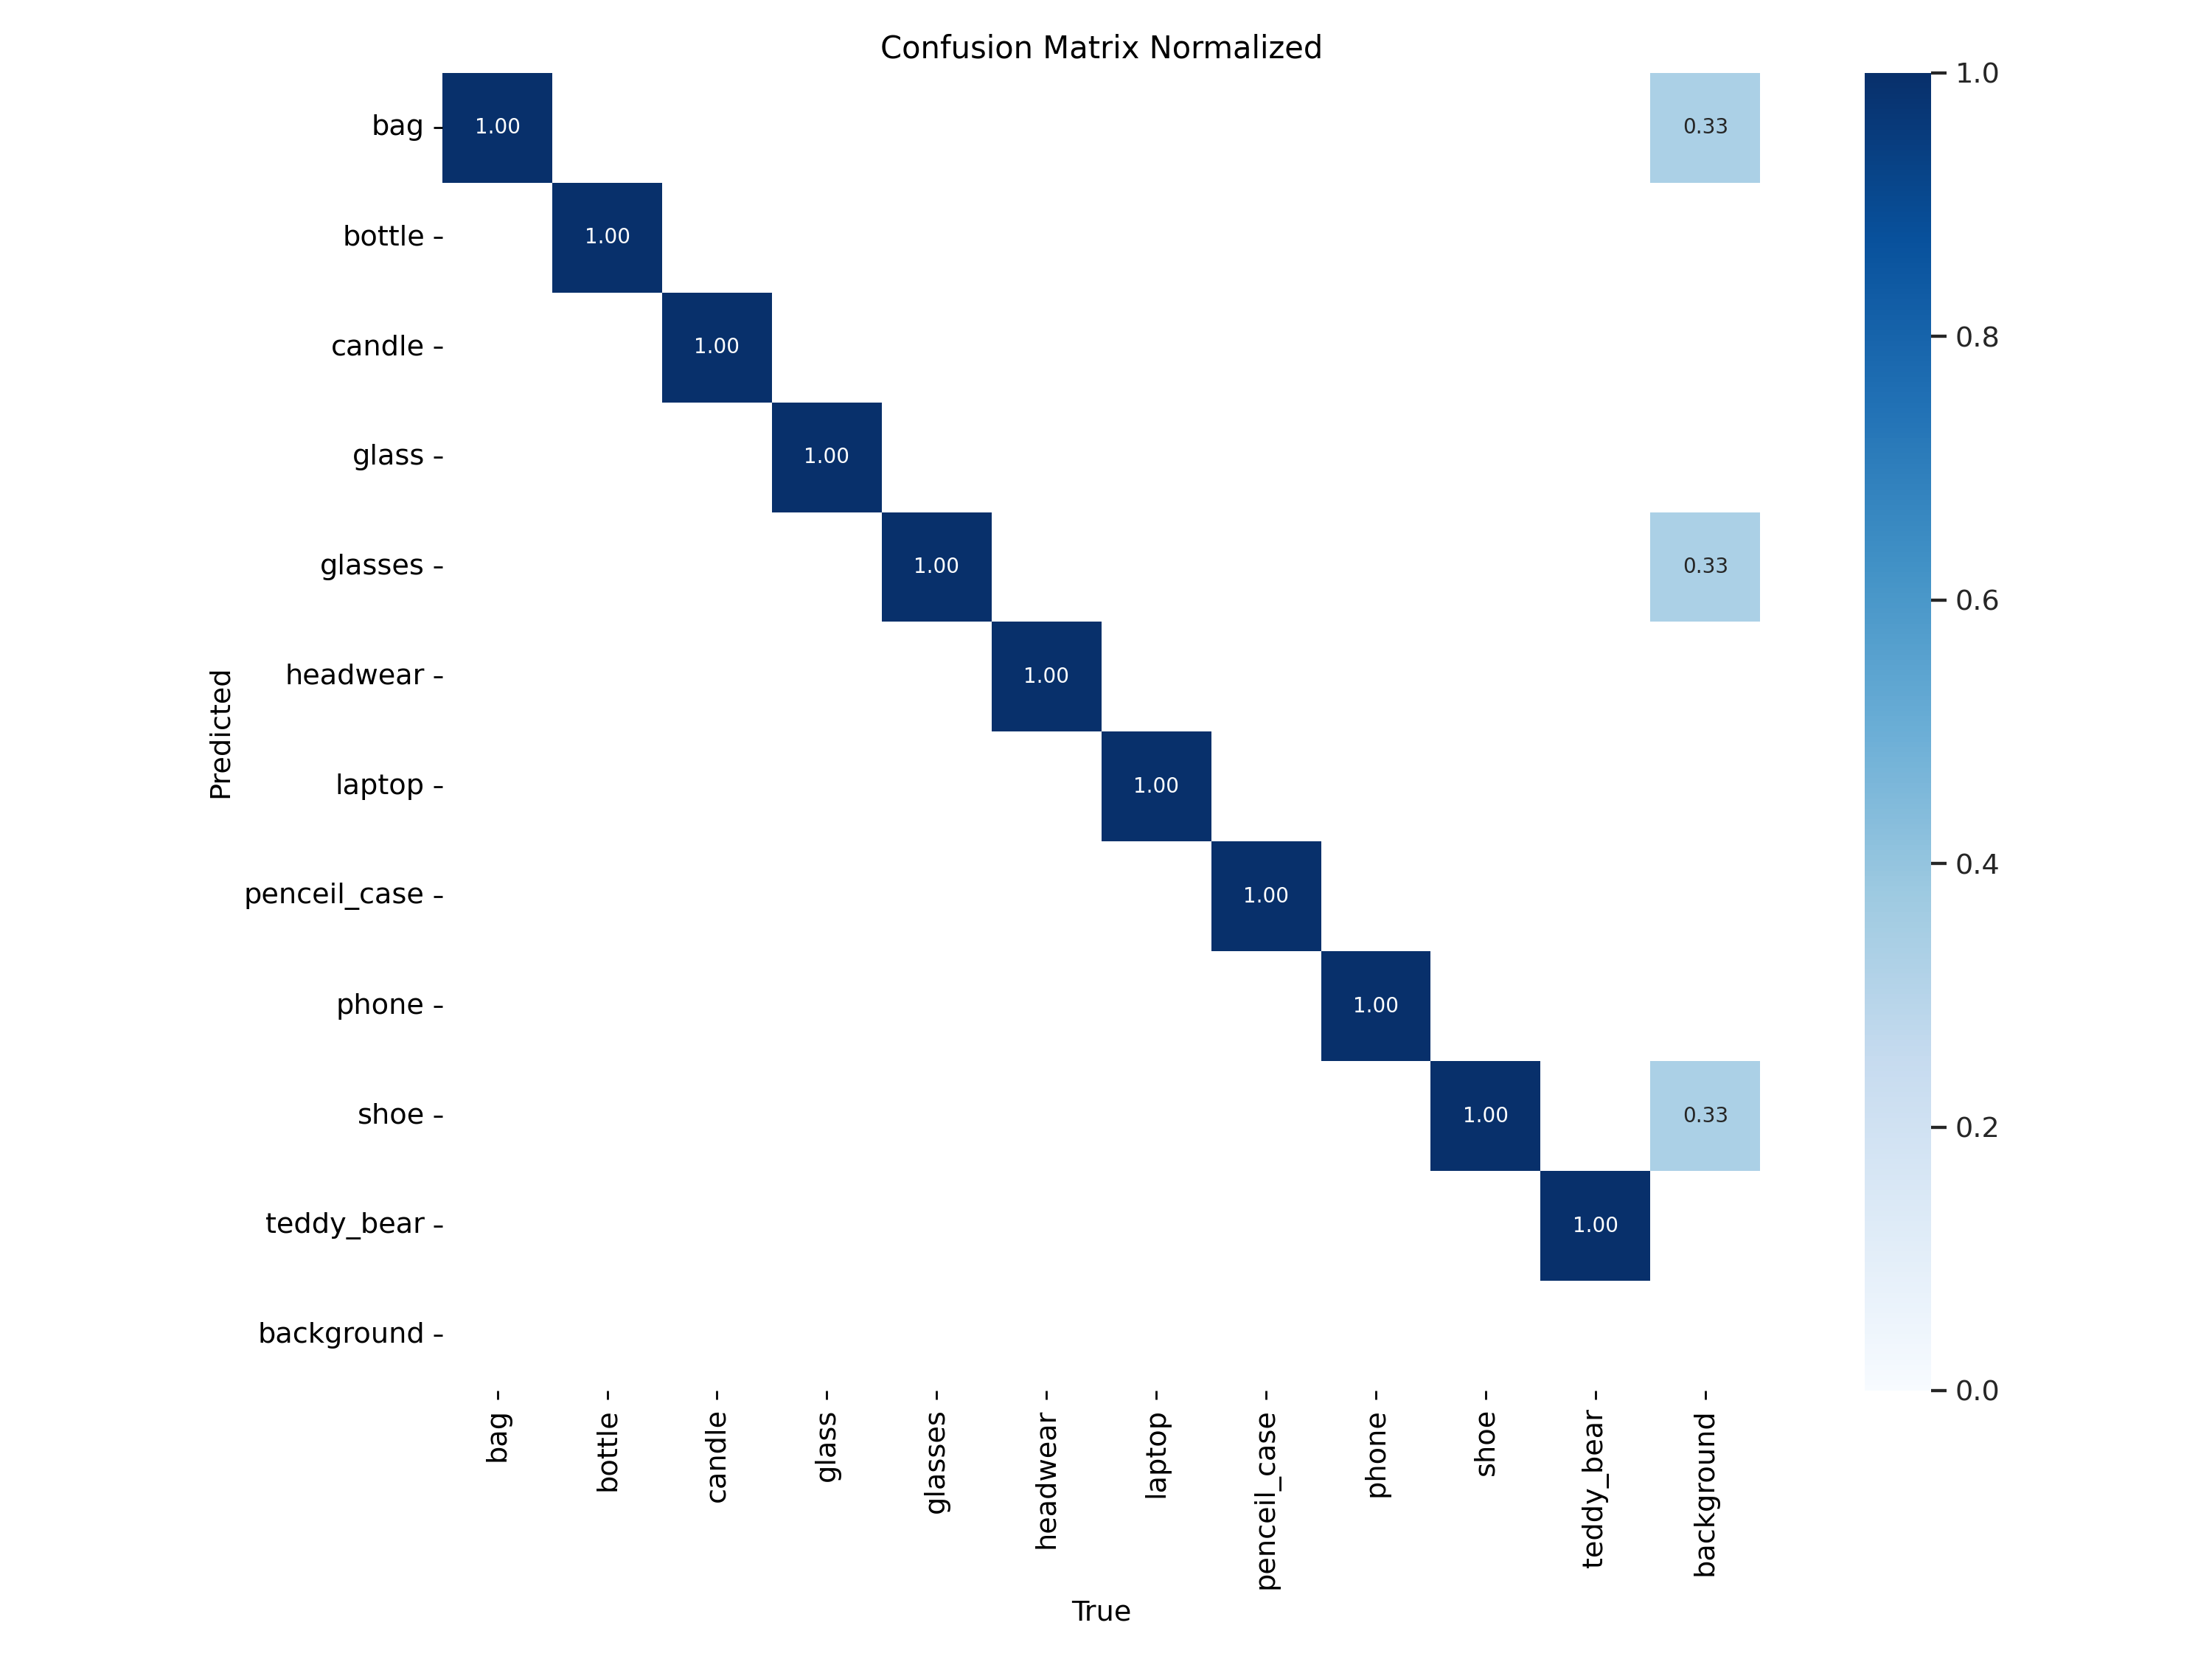 Confusion Matrix Normalized
bag
1.00
0.33
1.0
bottle
1.00
candle
1.00
0.8
glass
1.00
glasses
1.00
0.33
0.6
headwear
1.00
Predicted
laptop
1.00
penceil_case
1.00
0.4
phone
1.00
shoe
1.00
0.33
0.2
teddy_bear
1.00
background
0.0
bag
bottle
candle
glass
glasses
headwear
laptop
penceil_case
phone
shoe
teddy_bear
background
True